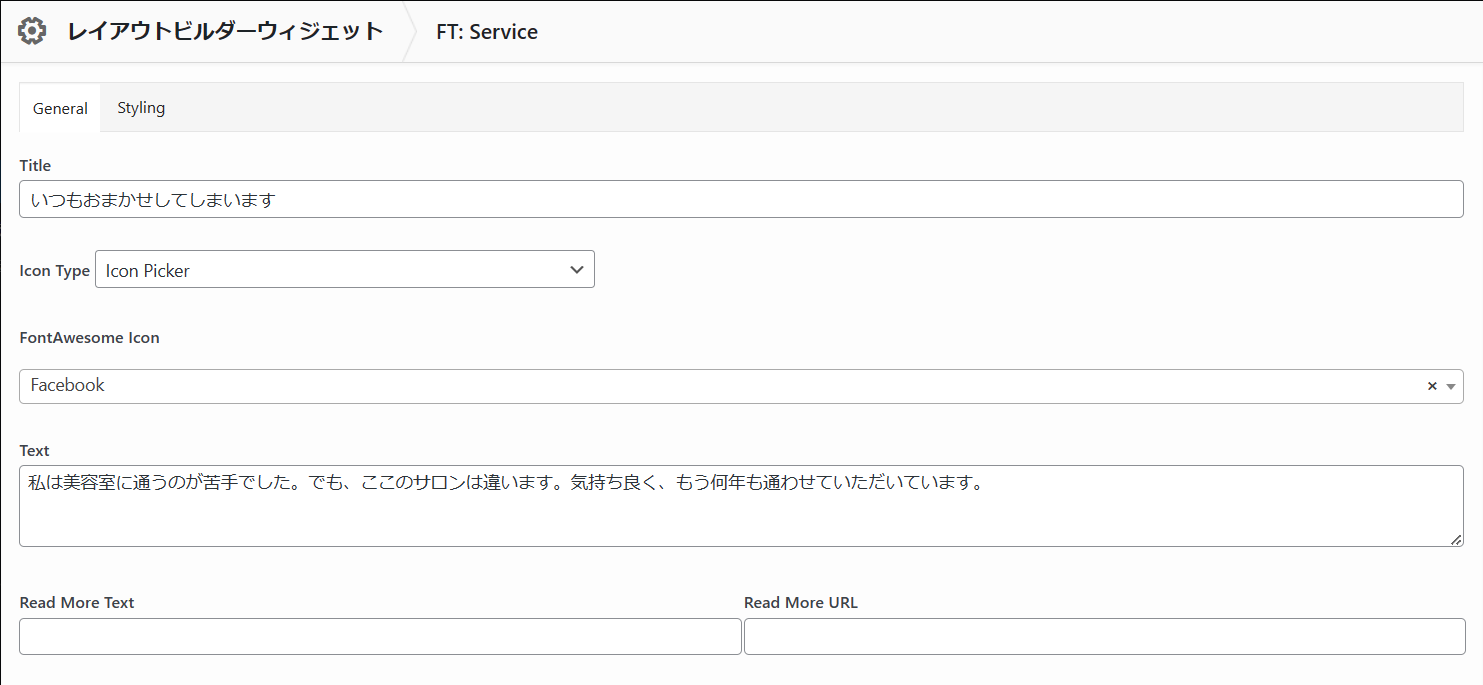 レイアウトビルダーウィジェット FT: Service
General Styling
Title
いつもおまかせしてしまいます
Icon Type Icon Picker
FontAwesome Icon
Facebook ×
Text
私は美容室に通うのが苦手でした。でも、ここのサロンは違います。気持ち良く、もう何年も通わせていただいています。
Read More Text Read More URL